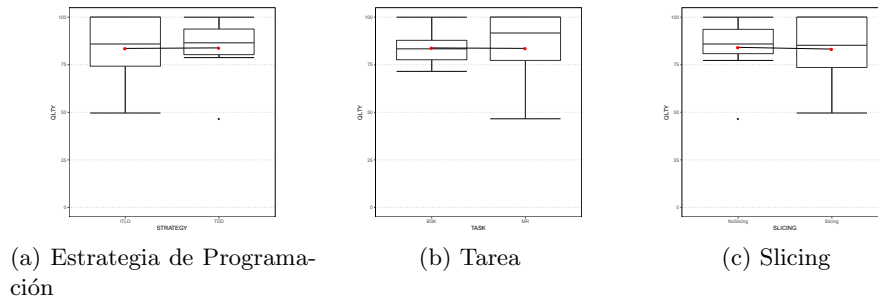 100
75
50
25
0
QLTY
ITLD
TDD
STRATEGY
100
75
50
25
0
QLTY
BSK
MR
TASK
100
75
50
25
0
QLTY
NoSlicing
Slicing
SLICING
(a) Estrategia de Programa-
ción
(b) Tarea
(c) Slicing